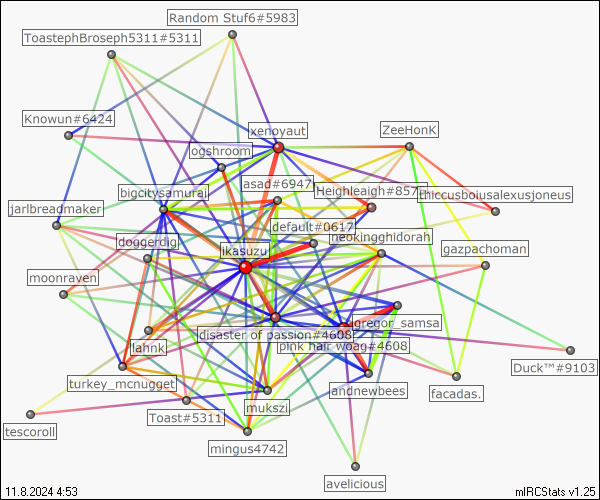 Random Stuf6#5983
ToastephBroseph5311#5311
Knowun#6424
xenoyaut
ZeeHonK
ogshroom
asad#6947
Heighleaigh#857
thiccusboiusalexusjoneus
bigcitysamurai
jarlbreadmaker
default#0617
neokingghidorah
doggerdigi
ikasuzu
gazpachoman
moonraven
gregor_samsa
lahnk
disaster of passion#4608
pink hair woag#4608
Duck™#9103
turkey_mcnugget
andnewbees
facadas.
mukszi
Toast#5311
tescoroll
mingus4742
avelicious
11.8.2024 4:53
mIRCStats v1.25